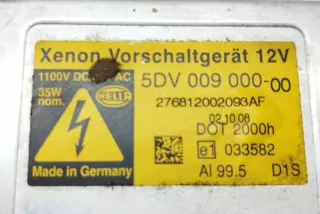 Xenon Vorschaltgerät 12V
1100V DC AC
35W
nom.
HELLA
5DV 009 000-00
276812002093AF
02.10.08
DOT 2000h
e1 033582
Made in Germany
Al 99.5 D1S